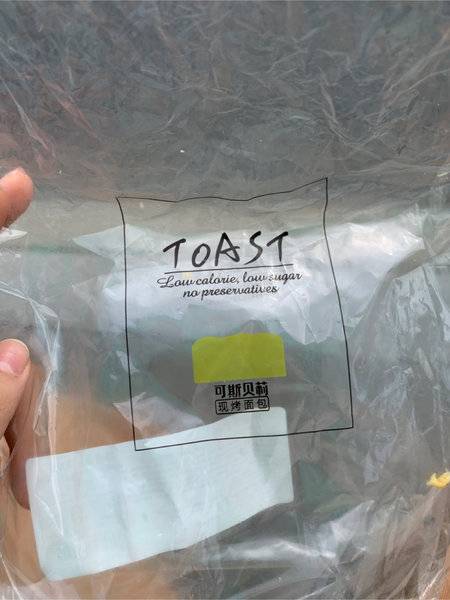 TOAST
Low calorie, low sugar
no preservatives
可斯贝莉
现烤面包